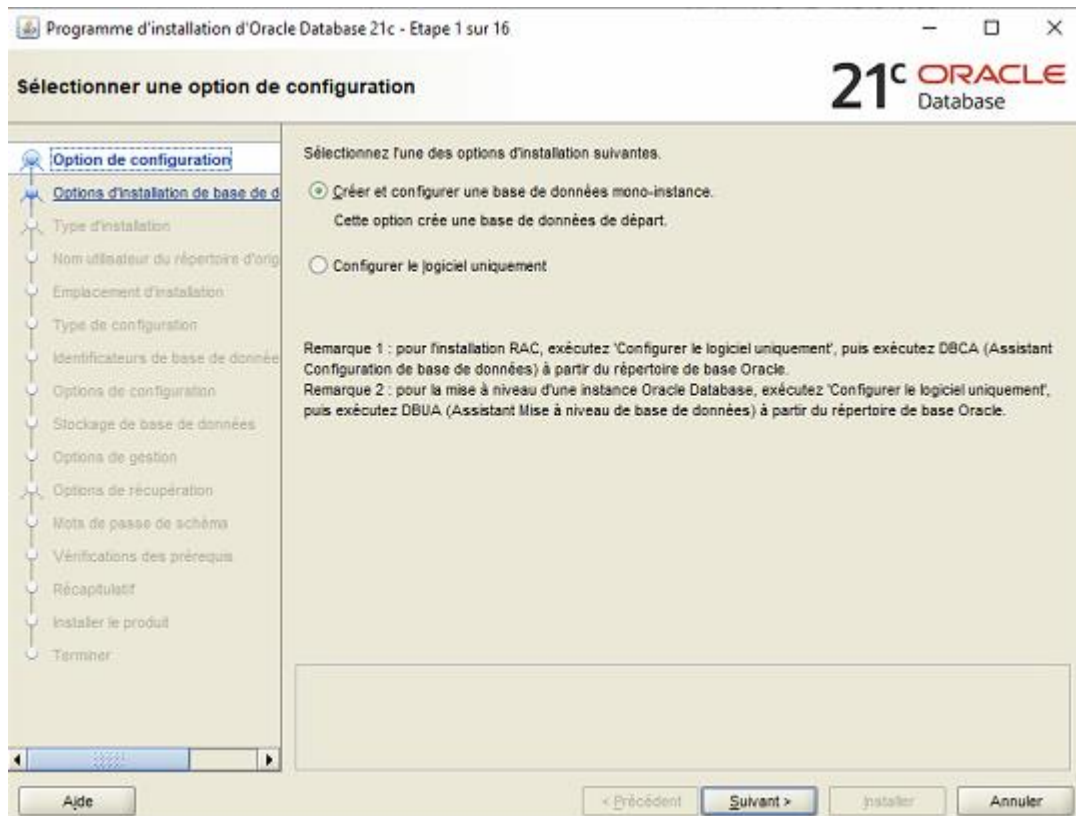 Programme d'installation d'Oracle Database 21c - Etape 1 sur 16
Sélectionner une option de configuration
21c ORACLE
Database
Option de configuration
Options d'installation de base de d
Type d'installation
Nom utilisateur du répertoire d'orig
Emplacement d'installation
Type de configuration
Identificateurs de base de donnée
Options de configuration
Stockage de base de données
Options de gestion
Options de récupération
Mots de passe de schéma
Vérifications des prérequis
Récapitulatif
Installer le produit
Terminer
Sélectionnez l'une des options d'installation suivantes.
Créer et configurer une base de données mono-instance.
Cette option crée une base de données de départ.
Configurer le logiciel uniquement
Remarque 1 : pour l'installation RAC, exécutez 'Configurer le logiciel uniquement', puis exécutez DBCA (Assistant
Configuration de base de données) à partir du répertoire de base Oracle.
Remarque 2 : pour la mise à niveau d'une instance Oracle Database, exécutez 'Configurer le logiciel uniquement',
puis exécutez DBUA (Assistant Mise à niveau de base de données) à partir du répertoire de base Oracle.
Aide
< Précédent
Suivant >
Installer
Annuler